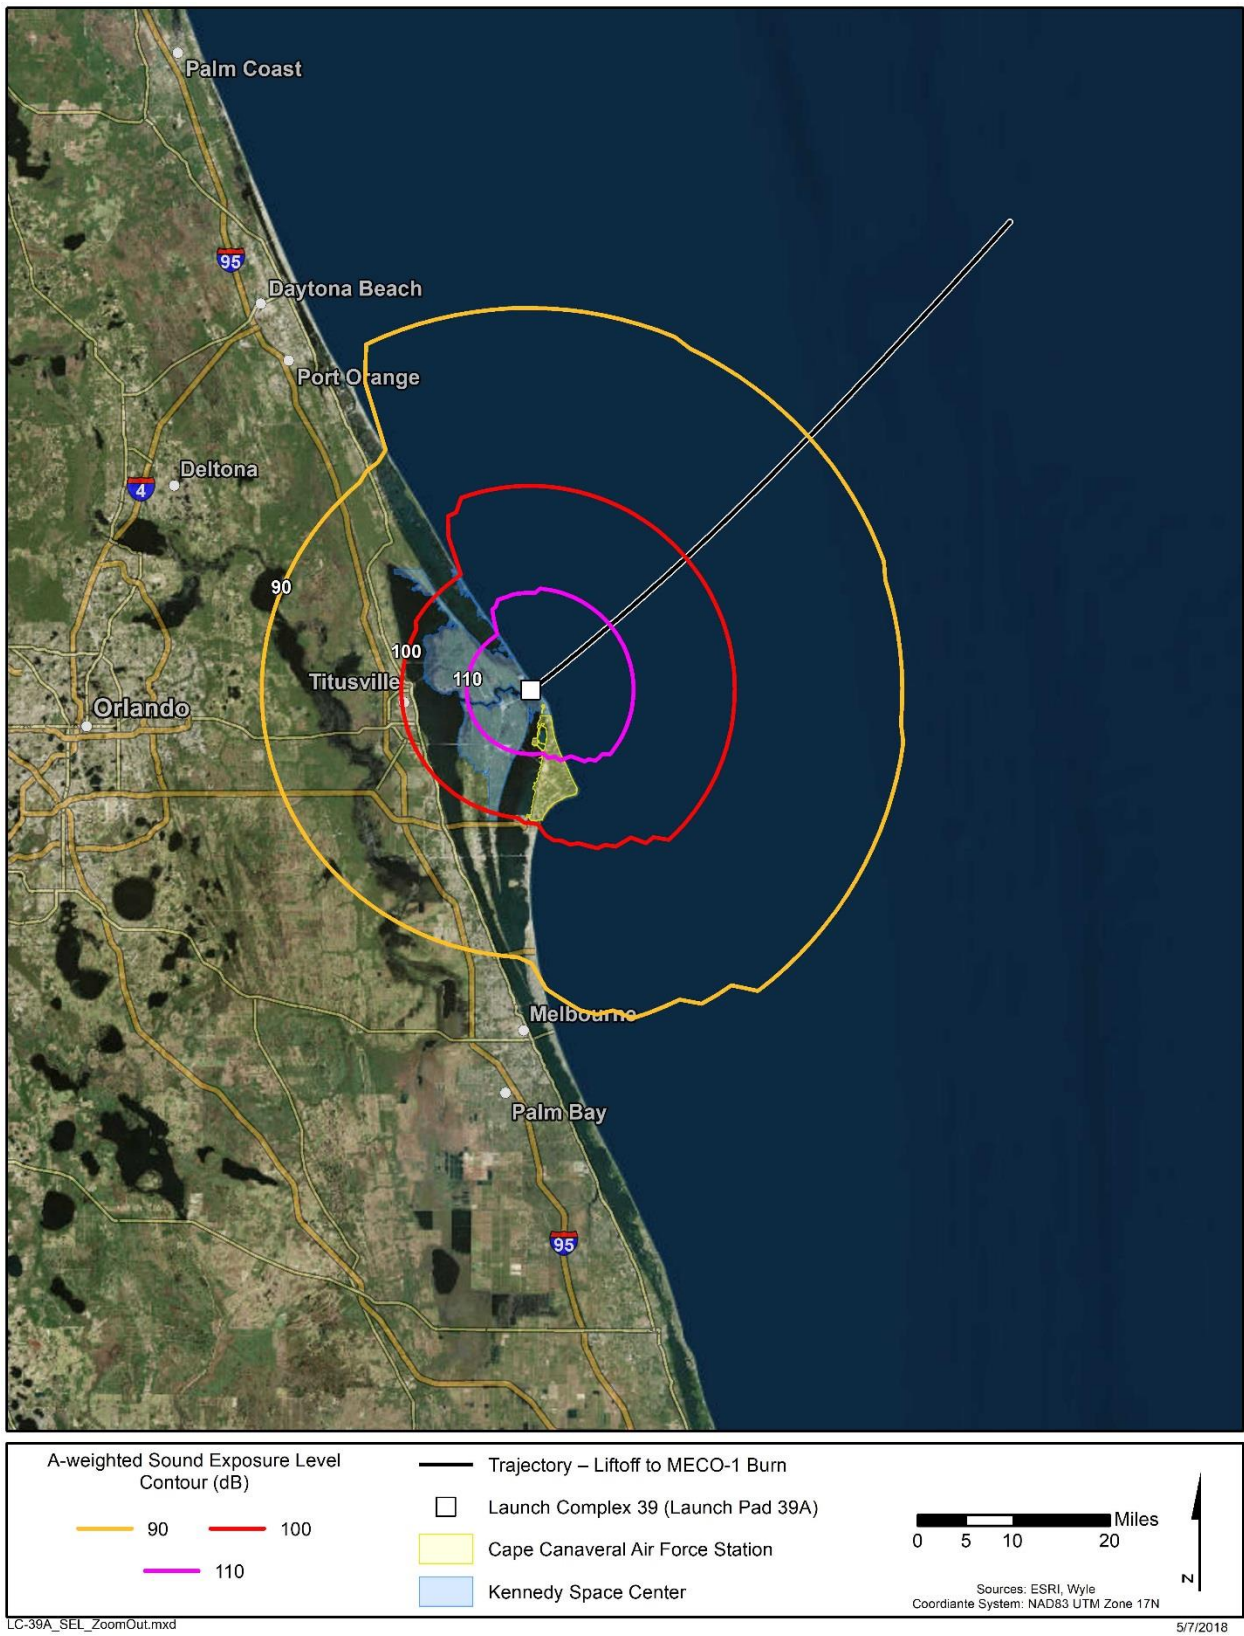 Palm Coast
95
Daytona Beach
Port Orange
Deltona
4
90
100
Titusville
110
Orlando
Melbourne
Palm Bay
95
A-weighted Sound Exposure Level
Contour (dB)
90
100
110
Trajectory – Liftoff to MECO-1 Burn
Launch Complex 39 (Launch Pad 39A)
Cape Canaveral Air Force Station
Kennedy Space Center
Miles
0 5 10 20
N
Sources: ESRI, Wyle
Coordiante System: NAD83 UTM Zone 17N
LC-39A_SEL_ZoomOut.mxd
5/7/2018